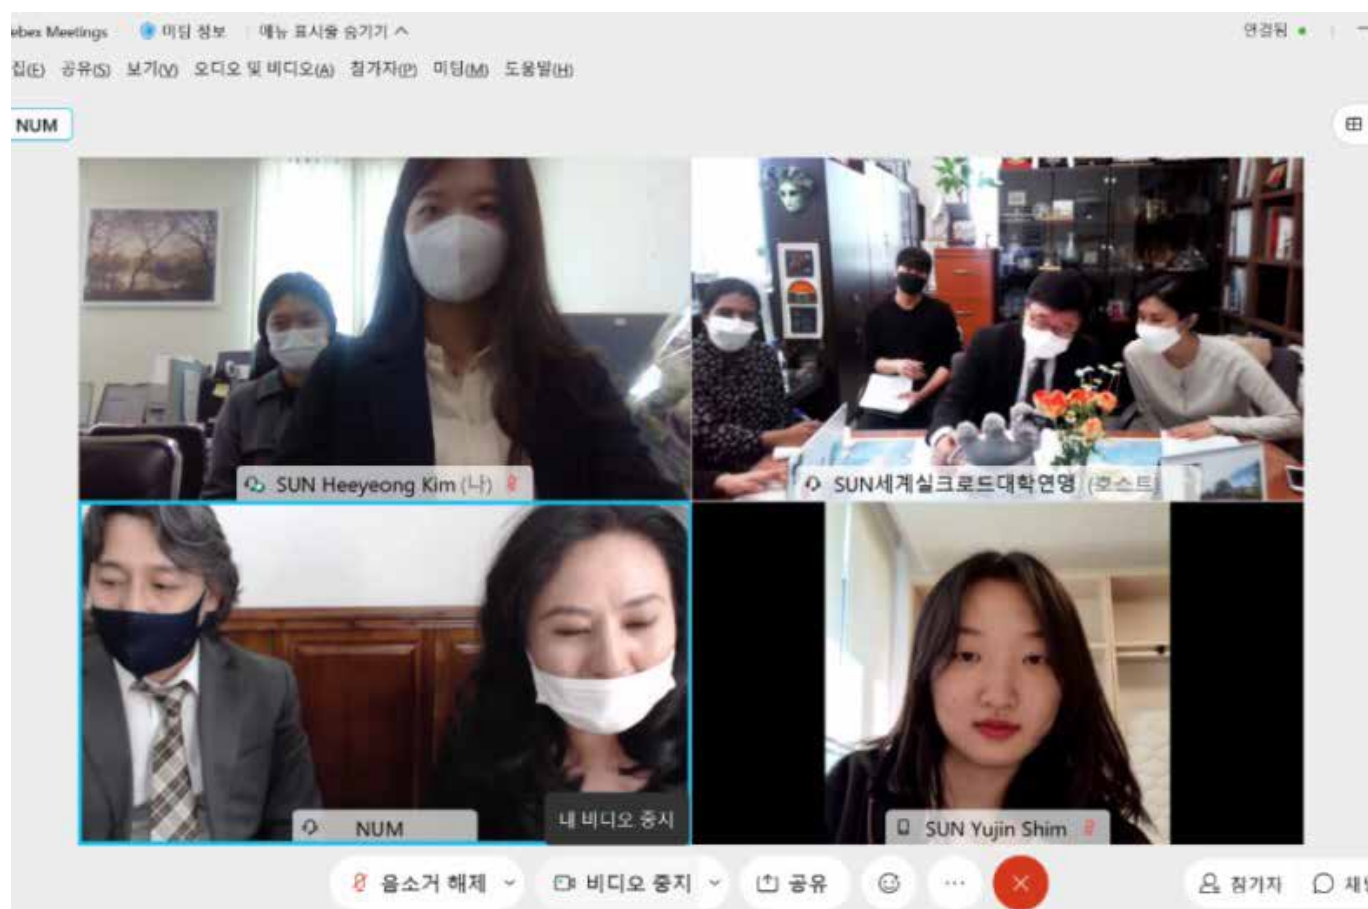 ebex Meetings 미팅 정보 메뉴 표시줄 숨기기 연결됨
집(E) 공유(S) 보기(V) 오디오 및 비디오(A) 참가자(P) 미팅(M) 도움말(H)
NUM
SUN Heeyeong Kim (나)
SUN세계실크로드대학연맹 (호스트)
NUM
내 비디오 중지
SUN Yujin Shim
음소거 해제 비디오 중지 공유 참가자